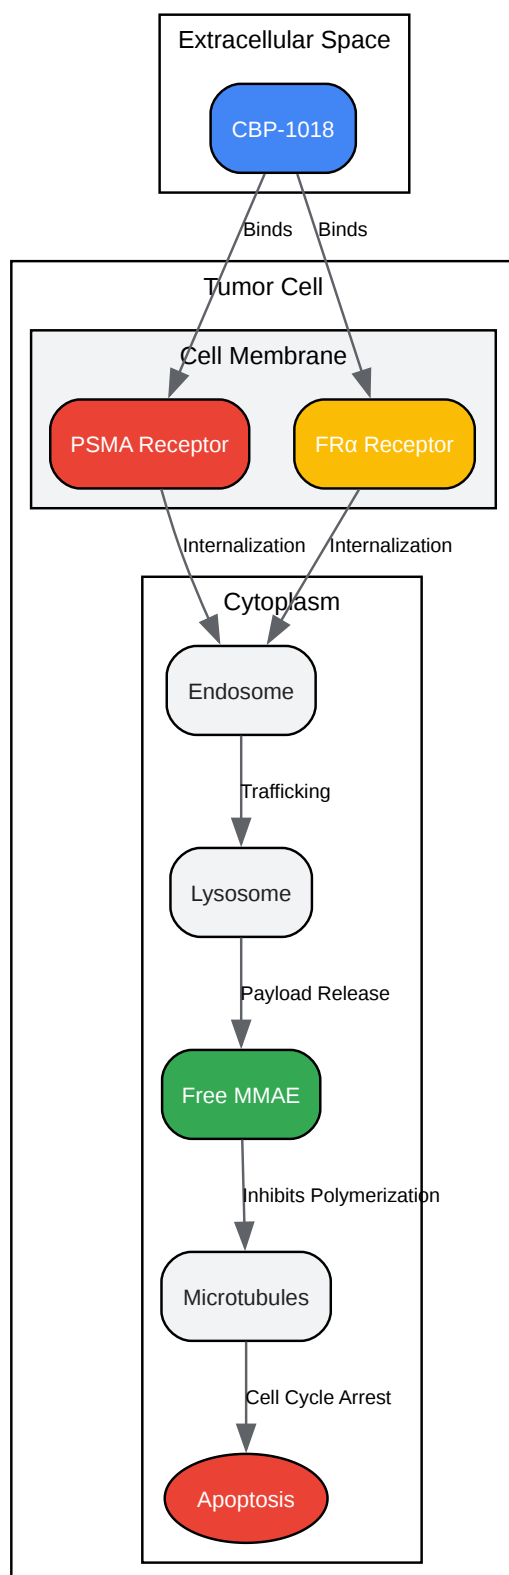 Extracellular Space
CBP-1018
Binds
Binds
Tumor Cell
Cell Membrane
PSMA Receptor
FRα Receptor
Internalization
Internalization
Cytoplasm
Endosome
Trafficking
Lysosome
Payload Release
Free MMAE
Inhibits Polymerization
Microtubules
Cell Cycle Arrest
Apoptosis